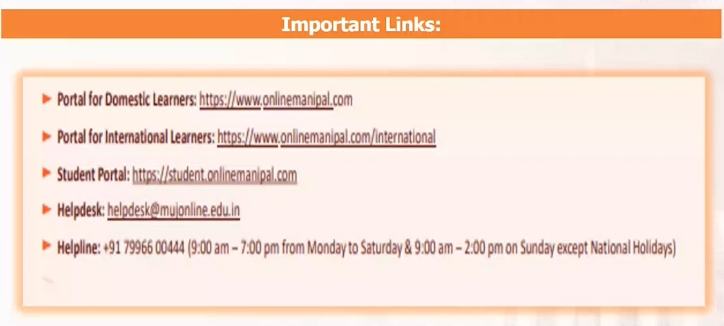 Important Links:
Portal for Domestic Learners: https://www.onlinemanipal.com
Portal for International Learners: https://www.onlinemanipal.com/international
Student Portal: https://student.onlinemanipal.com
Helpdesk: helpdesk@mujonline.edu.in
Helpline: +91 79966 00444 (9:00 am – 7:00 pm from Monday to Saturday & 9:00 am – 2:00 pm on Sunday except National Holidays)